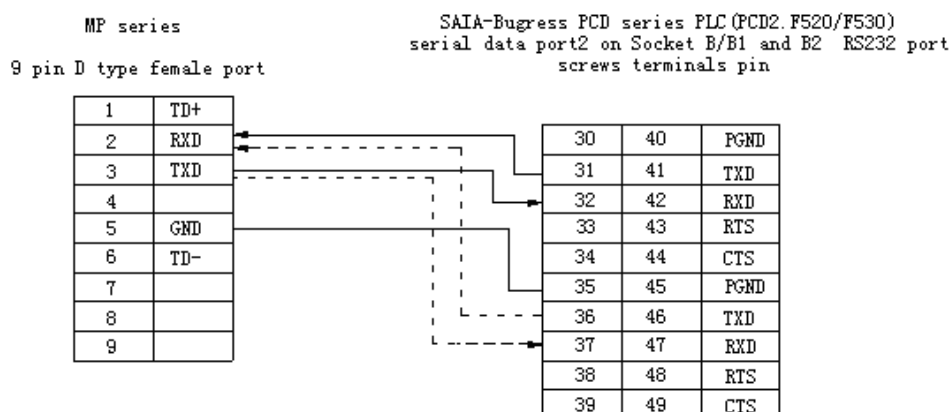 MP series
9 pin D type female port
SAIA-Bugress PCD series PLC(PCD2.F520/F530)
serial data port2 on Socket B/B1 and B2 RS232 port
screws terminals pin
1 TD+
2 RXD
3 TXD
4
5 GND
6 TD-
7
8
9
30 40 PGND
31 41 TXD
32 42 RXD
33 43 RTS
34 44 CTS
35 45 PGND
36 46 TXD
37 47 RXD
38 48 RTS
39 49 CTS